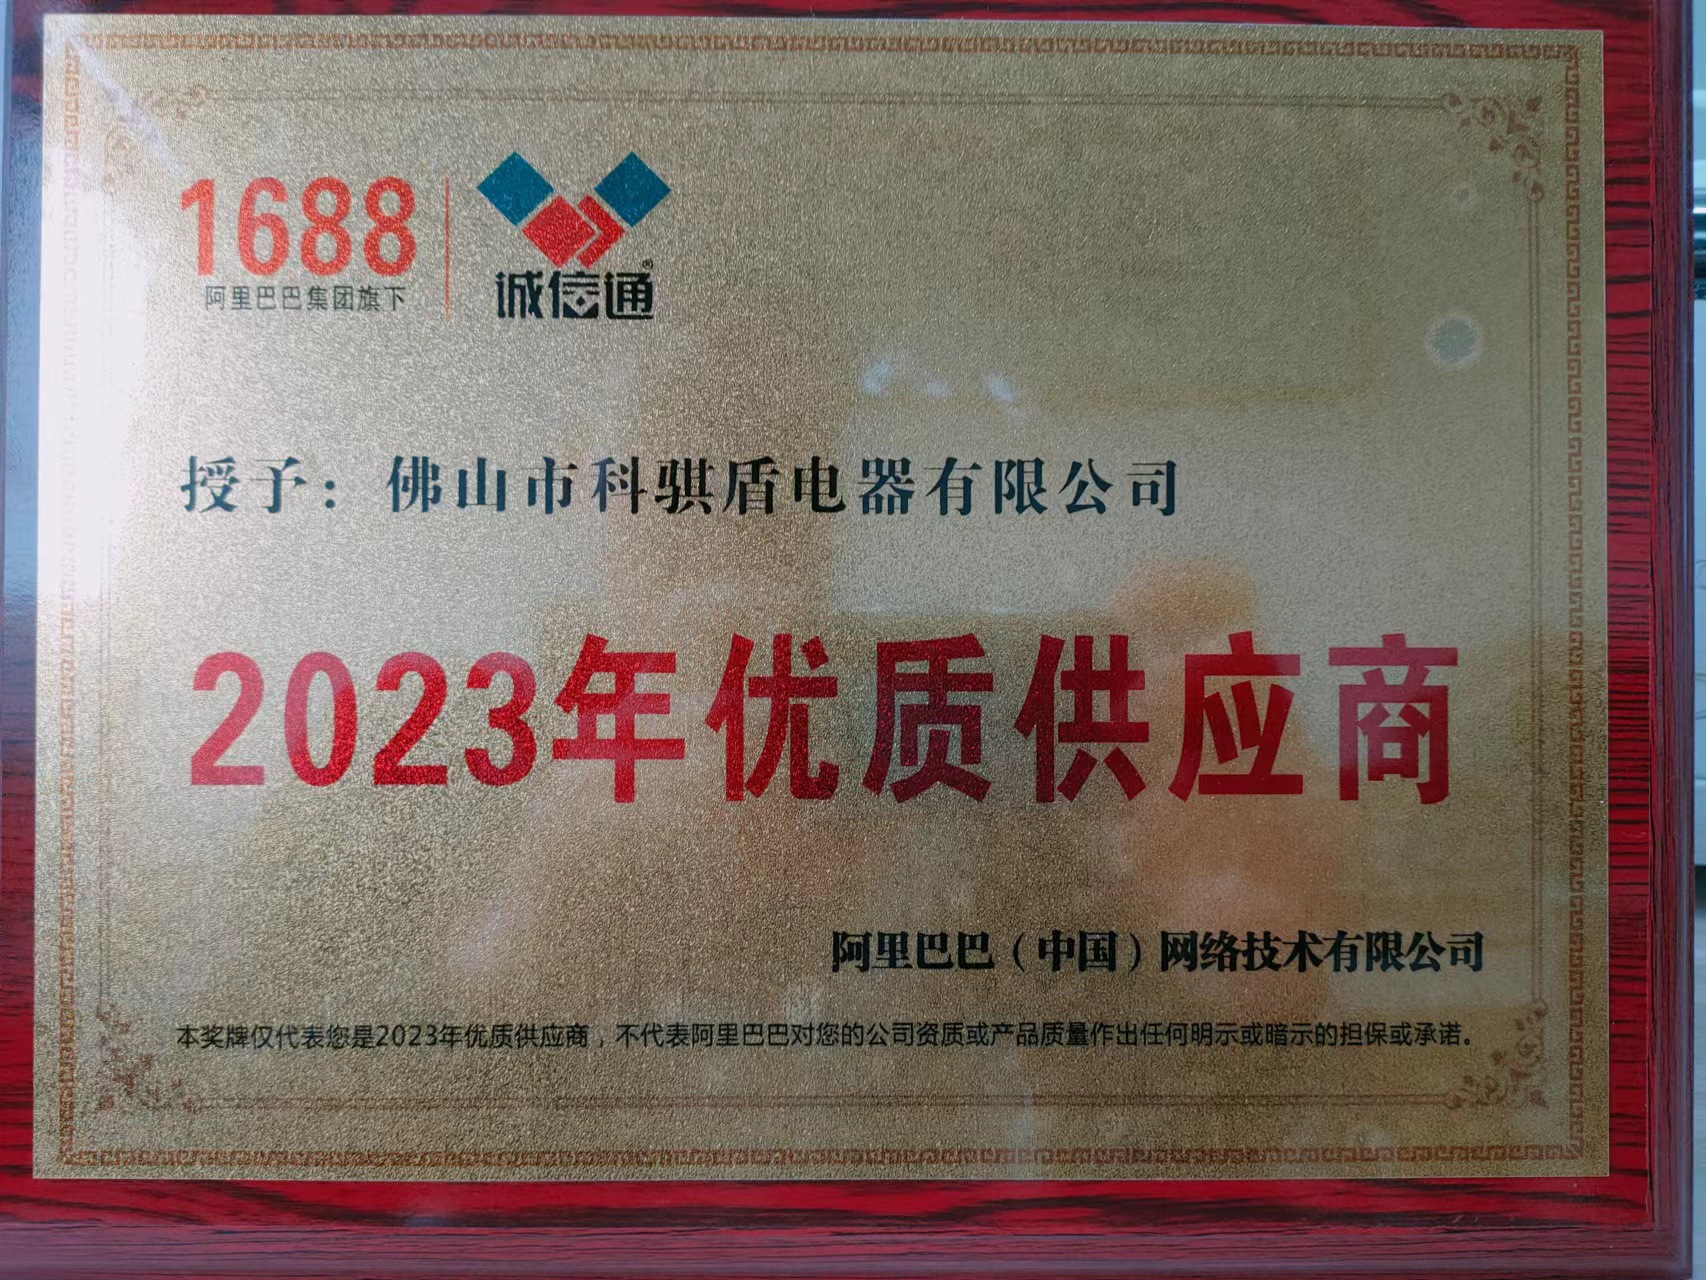 1688
阿里巴巴集团旗下
诚信通®
授予：佛山市科骐盾电器有限公司
2023年优质供应商
阿里巴巴（中国）网络技术有限公司
本奖牌仅代表您是2023年优质供应商，不代表阿里巴巴对您的公司资质或产品质量作出任何明示或暗示的担保或承诺。